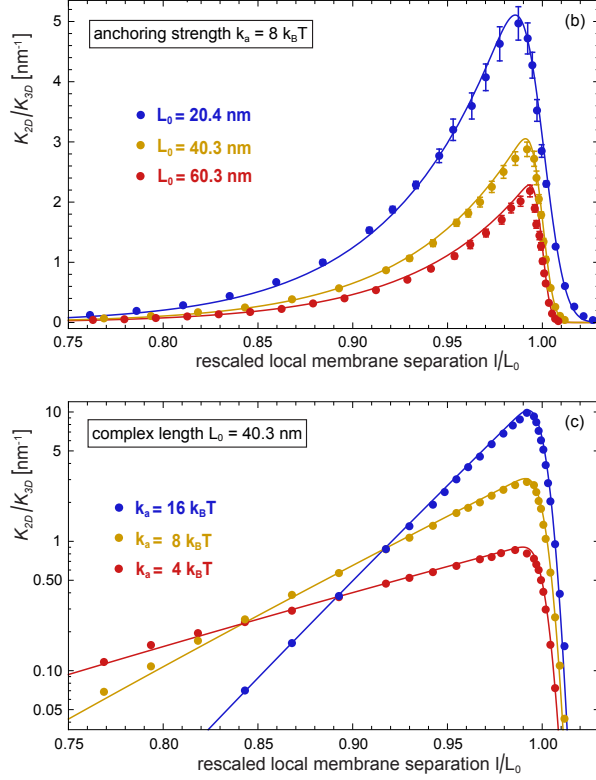 (b)
anchoring strength kₐ = 8 k_BT
K_2D/K_3D [nm⁻¹]
L₀ = 20.4 nm
L₀ = 40.3 nm
L₀ = 60.3 nm
5
4
3
2
1
0
0.75 0.80 0.85 0.90 0.95 1.00
rescaled local membrane separation l/L₀
(c)
complex length L₀ = 40.3 nm
K_2D/K_3D [nm⁻¹]
kₐ = 16 k_BT
kₐ = 8 k_BT
kₐ = 4 k_BT
10
5
1
0.50
0.10
0.05
0.75 0.80 0.85 0.90 0.95 1.00
rescaled local membrane separation l/L₀